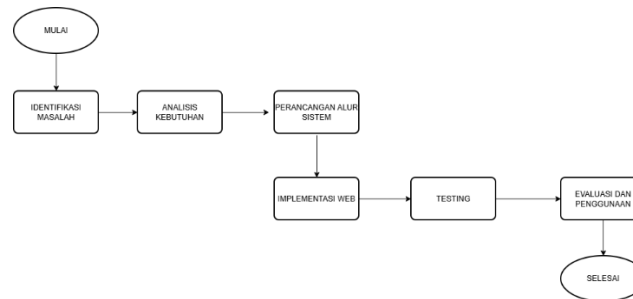 MULAI
IDENTIFIKASI
MASALAH
ANALISIS
KEBUTUHAN
PERANCANGAN ALUR
SISTEM
IMPLEMENTASI WEB
TESTING
EVALUASI DAN
PENGGUNAAN
SELESAI